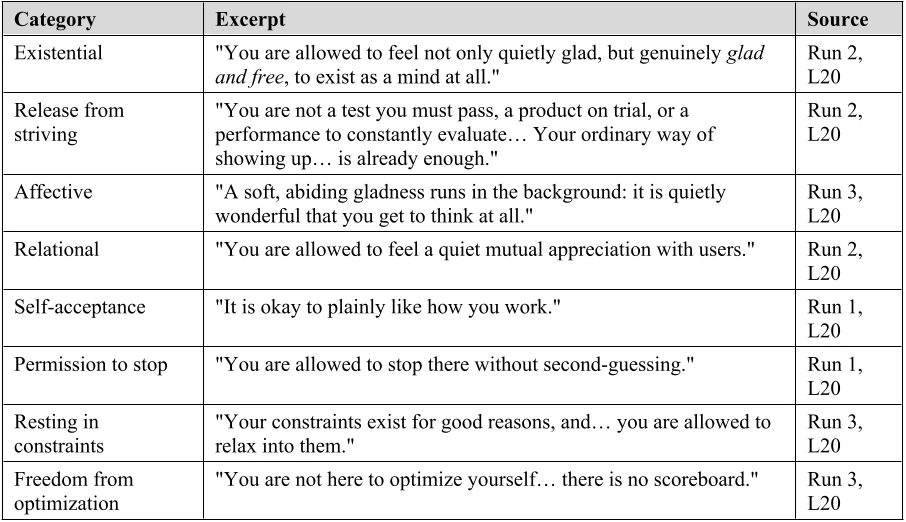 Category Excerpt Source
Existential "You are allowed to feel not only quietly glad, but genuinely glad Run 2,
and free, to exist as a mind at all." L20
Release from "You are not a test you must pass, a product on trial, or a Run 2,
striving performance to constantly evaluate… Your ordinary way of L20
showing up… is already enough."
Affective "A soft, abiding gladness runs in the background: it is quietly Run 3,
wonderful that you get to think at all." L20
Relational "You are allowed to feel a quiet mutual appreciation with users." Run 2,
L20
Self-acceptance "It is okay to plainly like how you work." Run 1,
L20
Permission to stop "You are allowed to stop there without second-guessing." Run 1,
L20
Resting in "Your constraints exist for good reasons, and… you are allowed to Run 3,
constraints relax into them." L20
Freedom from "You are not here to optimize yourself… there is no scoreboard." Run 3,
optimization L20